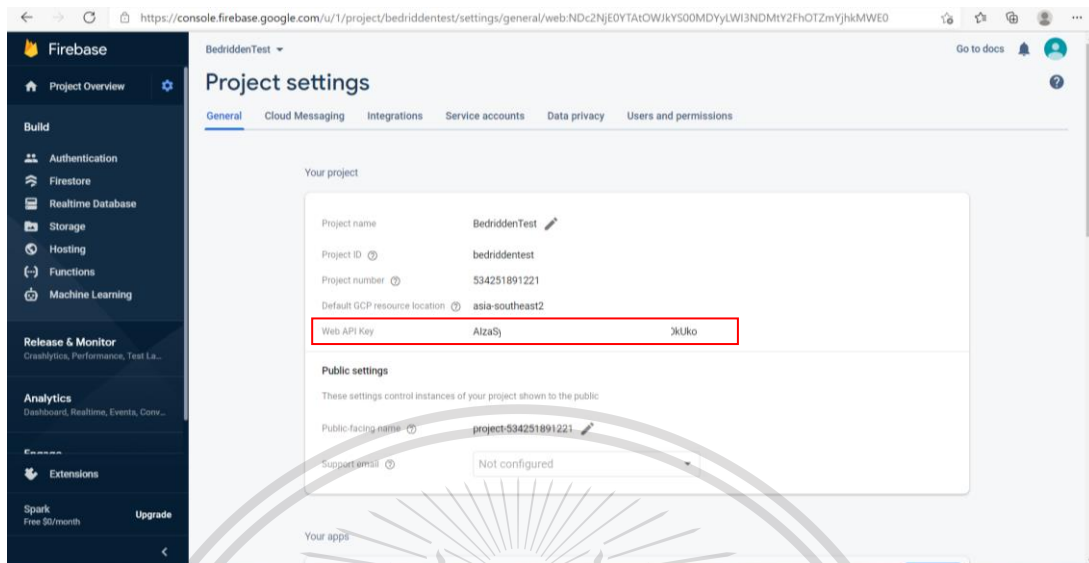 https://console.firebase.google.com/u/1/project/bedriddentest/settings/general/web:NDc2NjE0YTAtOWJkYS00MDYyLWI3NDMtY2FhOTZmYjhkMWE0
Firebase
BedriddenTest
Go to docs
Project Overview
Project settings
General Cloud Messaging Integrations Service accounts Data privacy Users and permissions
Build
Authentication
Firestore
Realtime Database
Storage
Hosting
Functions
Machine Learning
Release & Monitor
Crashlytics, Performance, Test La...
Analytics
Dashboard, Realtime, Events, Conv...
Extensions
Spark
Free $0/month
Upgrade
Your project
Project name BedriddenTest
Project ID bedriddentest
Project number 534251891221
Default GCP resource location asia-southeast2
Web API Key AIzaSy kUko
Public settings
These settings control instances of your project shown to the public
Public-facing name project-534251891221
Support email Not configured
Your apps